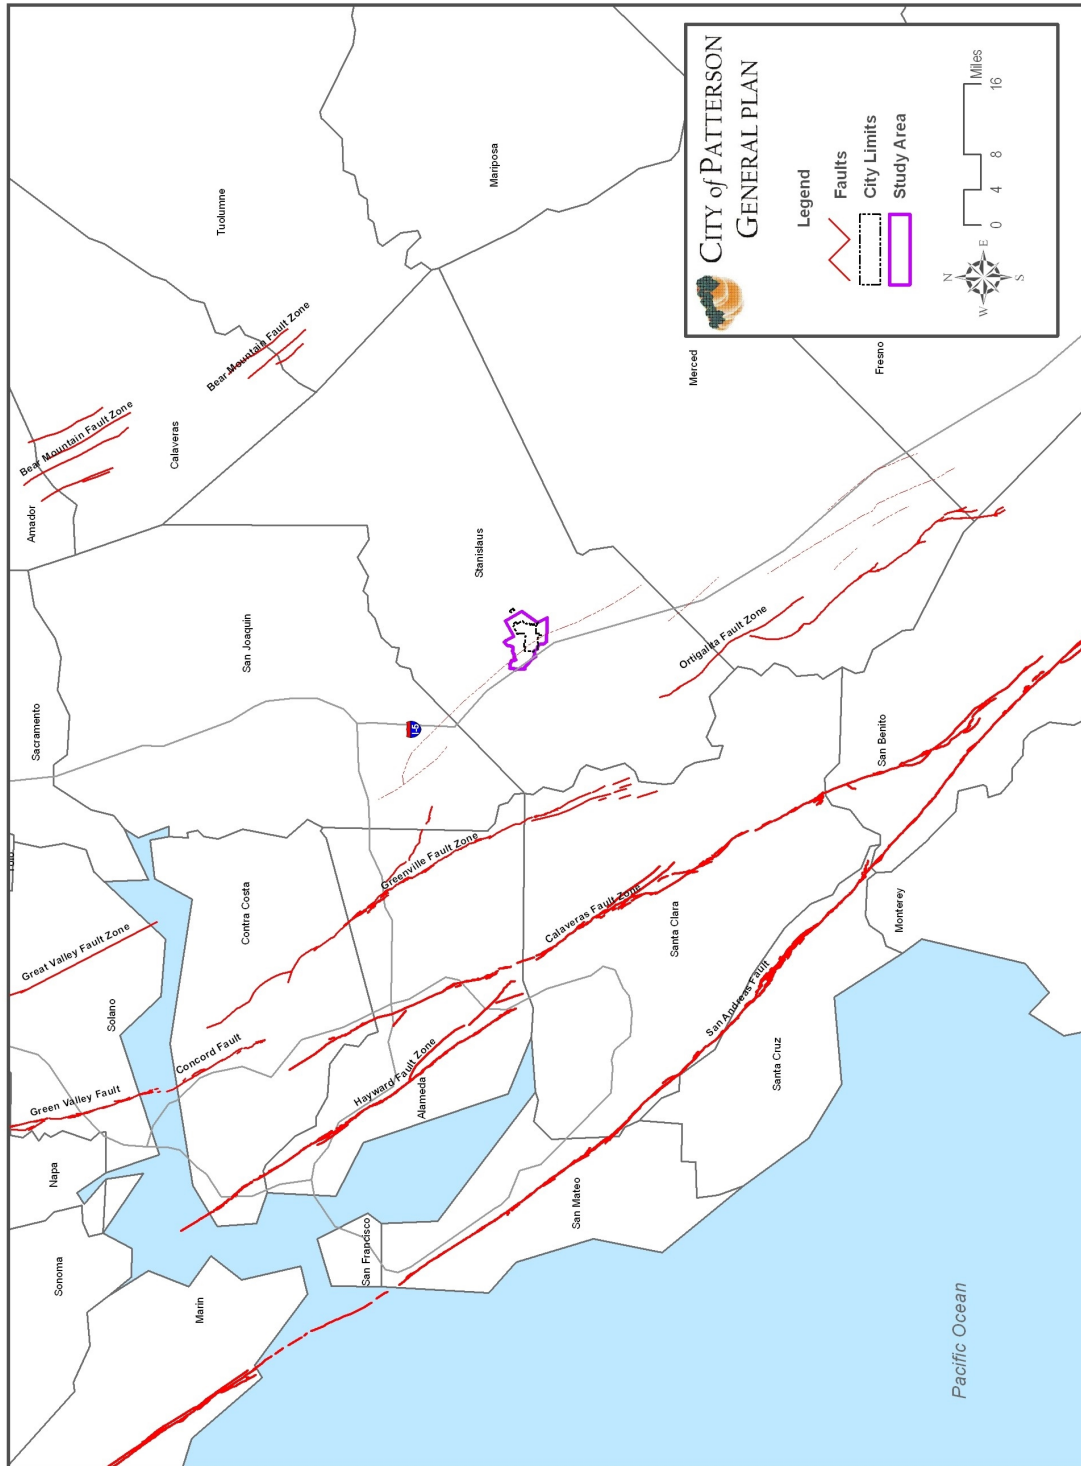 Sonoma
Napa
Marin
Solano
Sacramento
Amador
Calaveras
Tuolumne
Mariposa
San Joaquin
Contra Costa
Alameda
San Francisco
San Mateo
Santa Clara
Santa Cruz
Stanislaus
Merced
San Benito
Monterey
Fresno
Green Valley Fault
Concord Fault
Great Valley Fault Zone
Hayward Fault Zone
Greenville Fault Zone
Calaveras Fault Zone
San Andreas Fault
Ortigalita Fault Zone
Bear Mountain Fault Zone
Bear Mountain Fault Zone
I-5
Pacific Ocean
CITY of PATTERSON
GENERAL PLAN
Legend
Faults
City Limits
Study Area
N
W
E
S
Miles
0 4 8 16